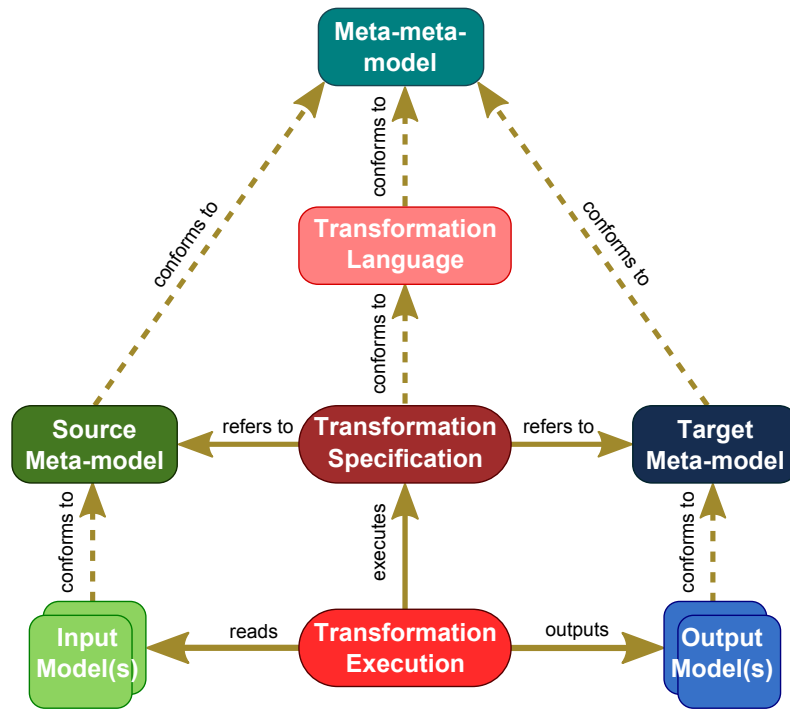 Meta-meta-
model
conforms to
conforms to
conforms to
Transformation
Language
conforms to
Source
Meta-model
refers to
Transformation
Specification
refers to
Target
Meta-model
conforms to
executes
conforms to
Input
Model(s)
reads
Transformation
Execution
outputs
Output
Model(s)